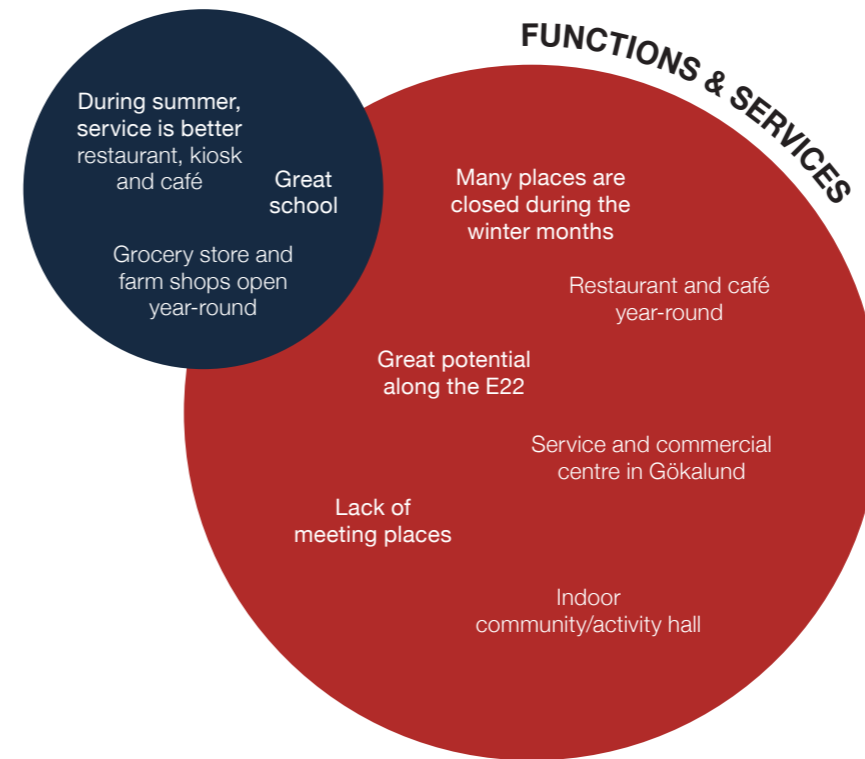 FUNCTIONS & SERVICES
During summer,
service is better
restaurant, kiosk
and café
Great
school
Grocery store and
farm shops open
year-round
Many places are
closed during the
winter months
Restaurant and café
year-round
Great potential
along the E22
Service and commercial
centre in Gökalund
Lack of
meeting places
Indoor
community/activity hall